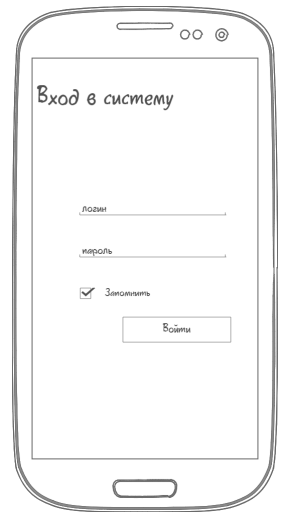 Вход в систему
логин
пароль
Запомнить
Войти